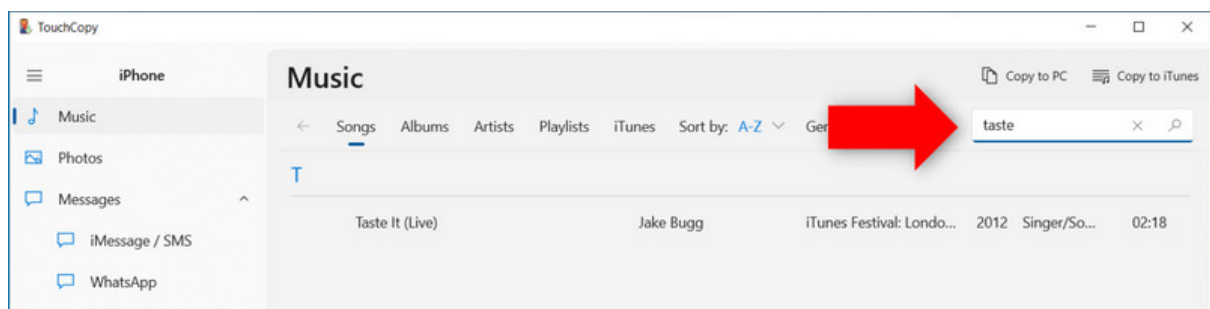 TouchCopy
iPhone
Music
Photos
Messages
iMessage / SMS
WhatsApp
Music
Copy to PC Copy to iTunes
Songs Albums Artists Playlists iTunes Sort by: A-Z
taste
T
Taste It (Live) Jake Bugg iTunes Festival: Londo... 2012 Singer/So... 02:18